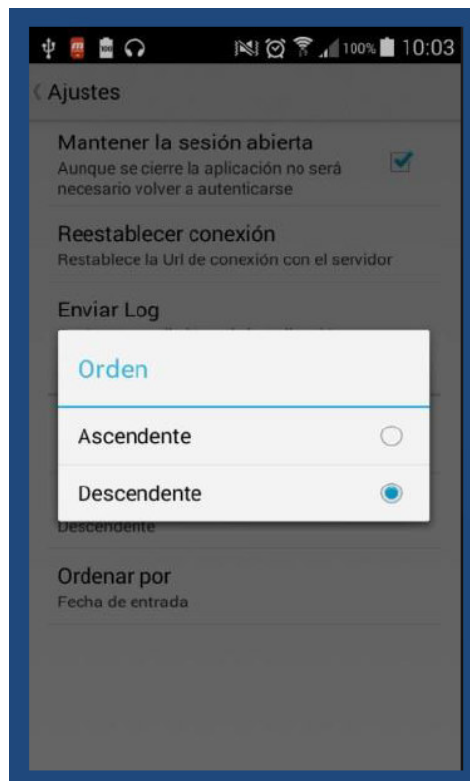 100% 10:03
Ajustes
Mantener la sesión abierta
Aunque se cierre la aplicación no será
necesario volver a autenticarse
Reestablecer conexión
Restablece la Url de conexión con el servidor
Enviar Log
Orden
Ascendente
Descendente
Descendente
Ordenar por
Fecha de entrada